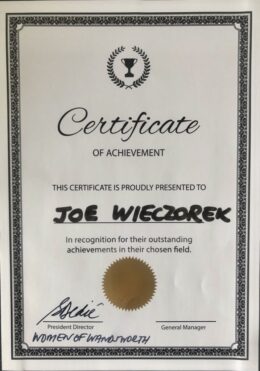 Certificate
OF ACHIEVEMENT
THIS CERTIFICATE IS PROUDLY PRESENTED TO
JOE WIECZOREK
In recognition for their outstanding
achievements in their chosen field.
President Director
General Manager
WOMEN OF WANDSWORTH